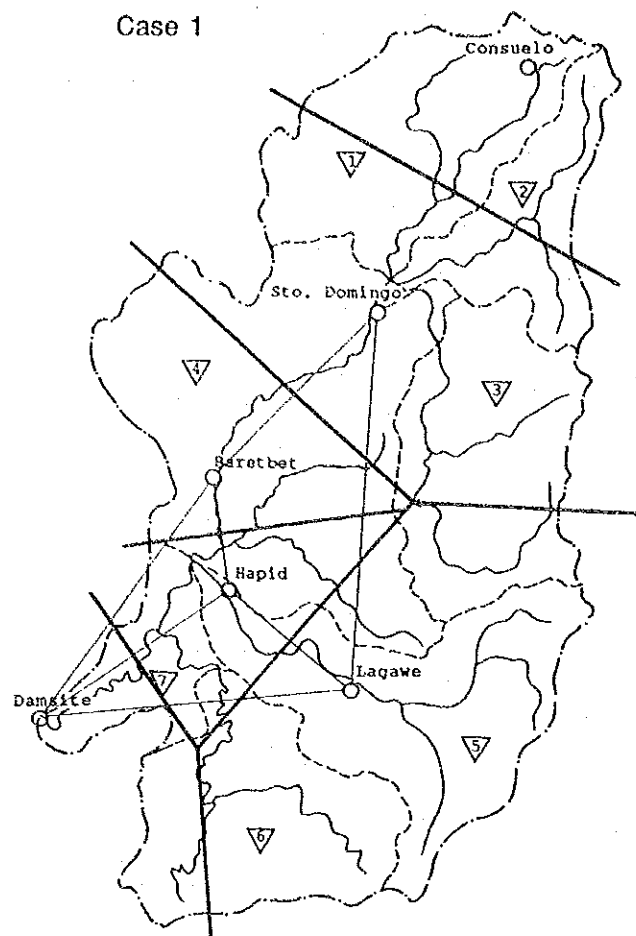 Case 1
Consuelo
1
2
Sto. Domingo
4
3
Baretbet
Hapid
Damsite
7
Lagawe
5
6